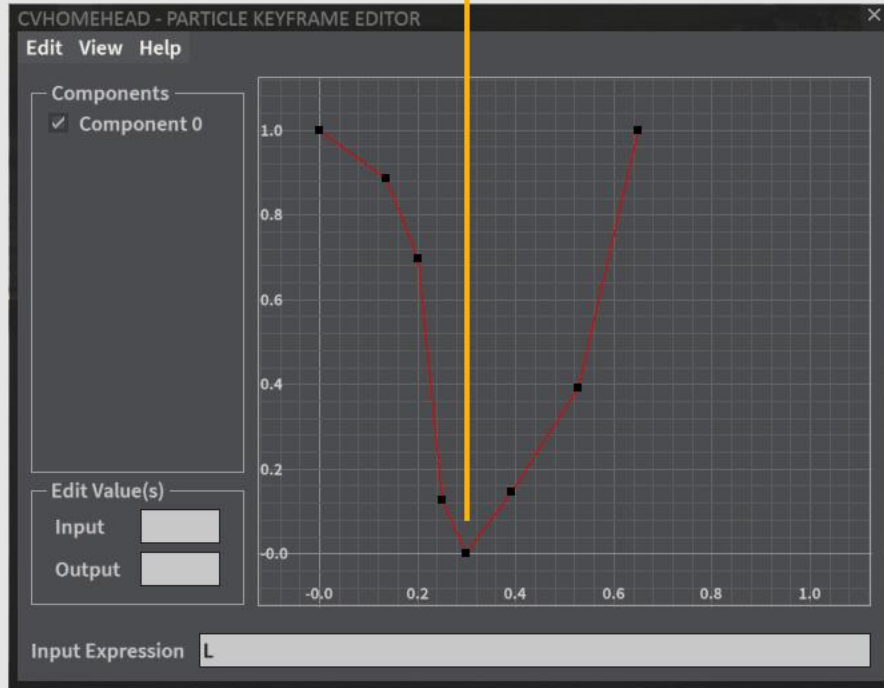 CVHOMEHEAD - PARTICLE KEYFRAME EDITOR
Edit View Help
Components
Component 0
1.0
0.8
0.6
0.4
0.2
-0.0
-0.0 0.2 0.4 0.6 0.8 1.0
Edit Value(s)
Input
Output
Input Expression L